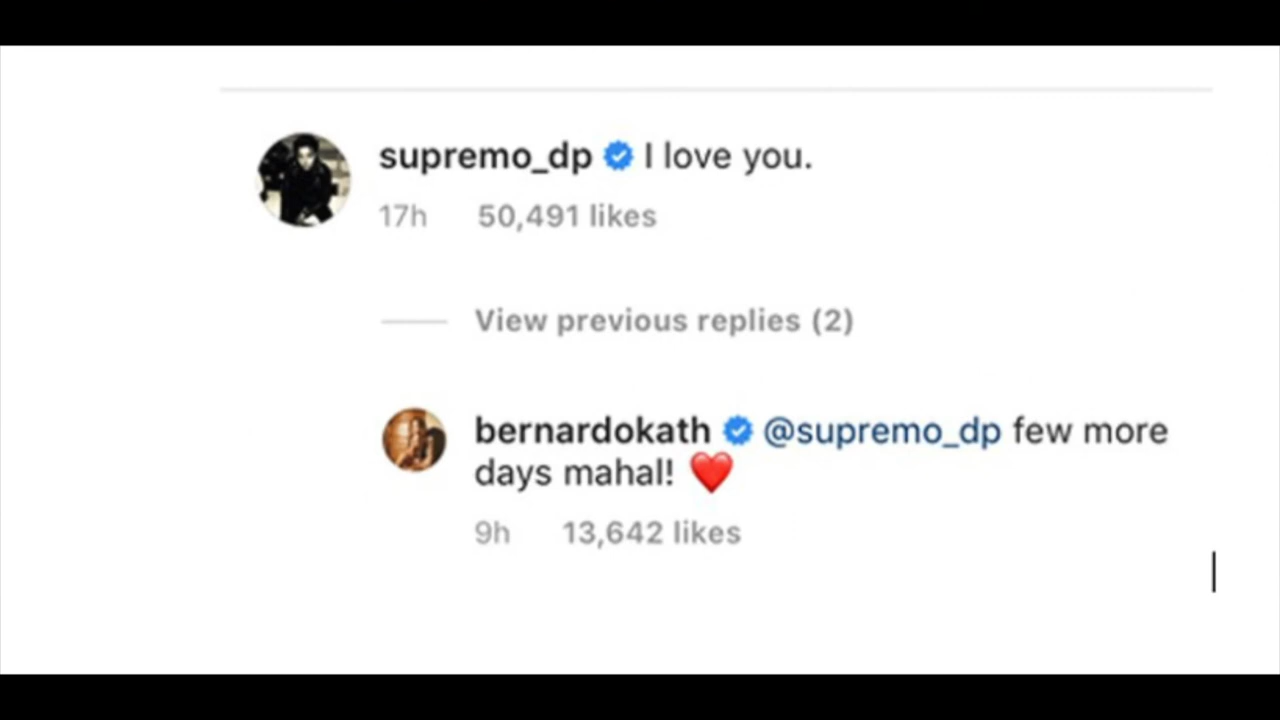 supremo_dp I love you.
17h 50,491 likes
View previous replies (2)
bernardokath @supremo_dp few more
days mahal! ❤️
9h 13,642 likes